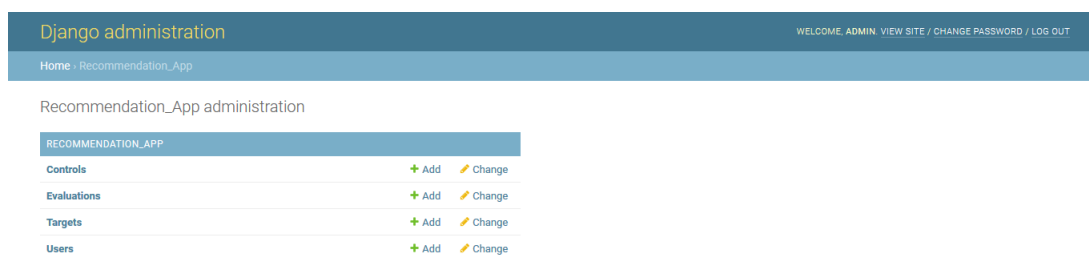 Django administration
WELCOME, ADMIN. VIEW SITE / CHANGE PASSWORD / LOG OUT
Home › Recommendation_App
Recommendation_App administration
RECOMMENDATION_APP
Controls + Add Change
Evaluations + Add Change
Targets + Add Change
Users + Add Change